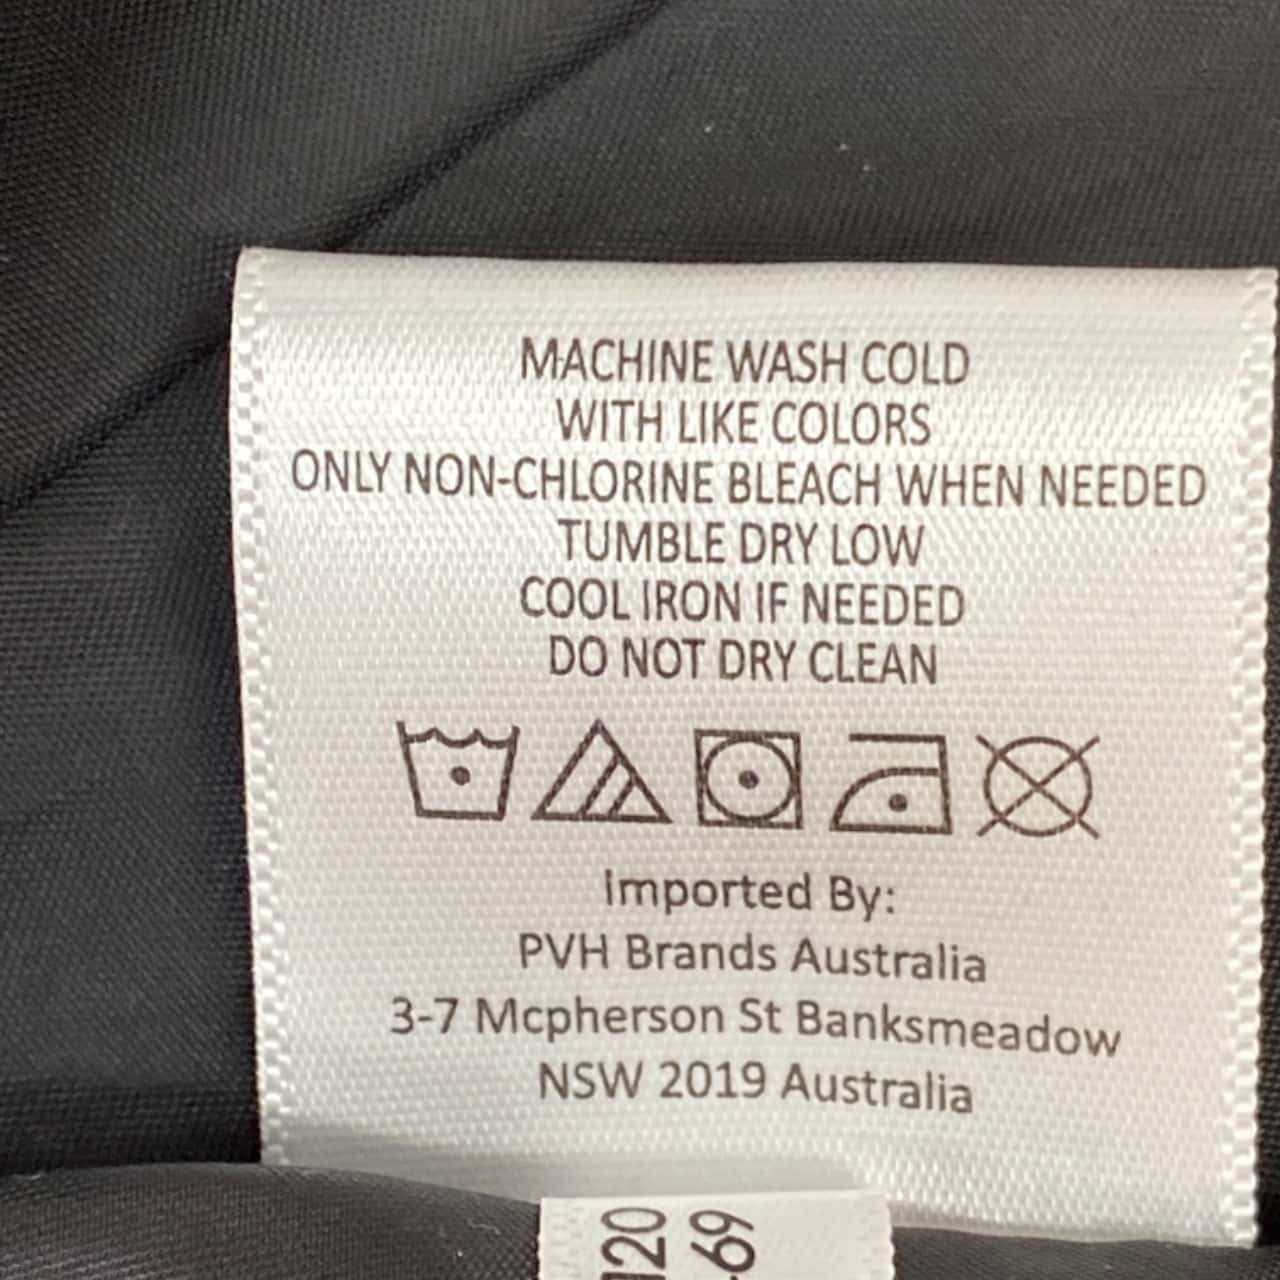 MACHINE WASH COLD
WITH LIKE COLORS
ONLY NON-CHLORINE BLEACH WHEN NEEDED
TUMBLE DRY LOW
COOL IRON IF NEEDED
DO NOT DRY CLEAN
Imported By:
PVH Brands Australia
3-7 Mcpherson St Banksmeadow
NSW 2019 Australia